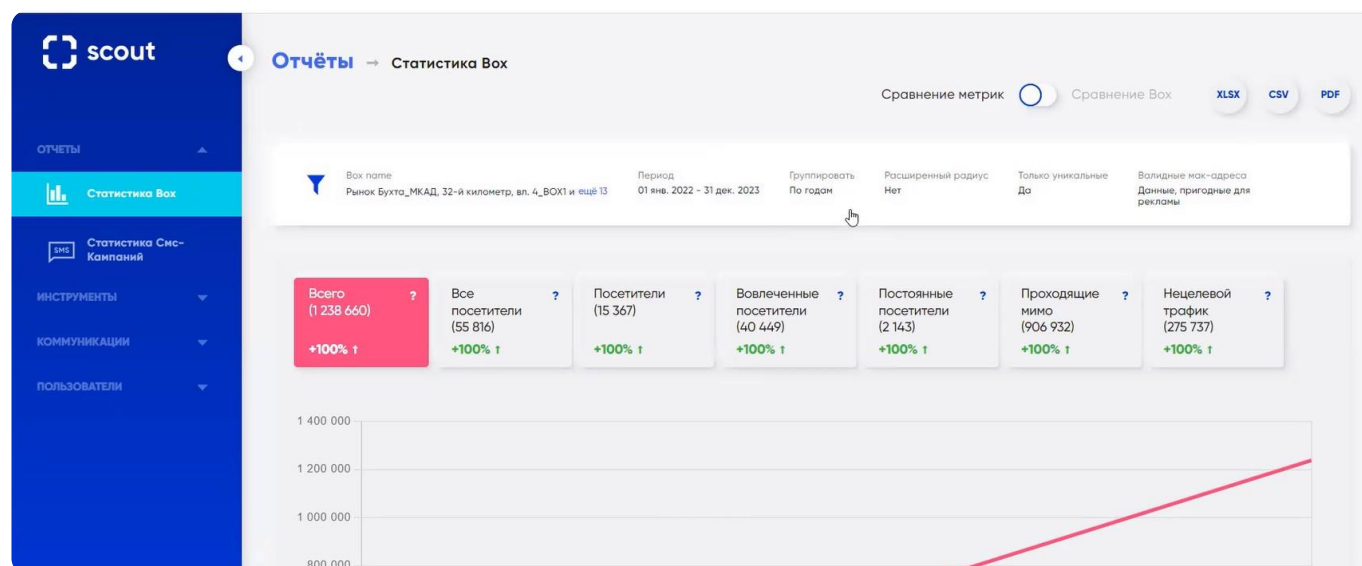 scout
Отчёты → Статистика Box
Сравнение метрик
Сравнение Box
XLSX
CSV
PDF
ОТЧЕТЫ
Статистика Box
Статистика Смс-
Кампаний
ИНСТРУМЕНТЫ
КОММУНИКАЦИИ
ПОЛЬЗОВАТЕЛИ
Box name
Рынок Бухта_МКАД, 32-й километр, вл. 4_BOX1 и ещё 13
Период
01 янв. 2022 - 31 дек. 2023
Группировать
По годам
Расширенный радиус
Нет
Только уникальные
Да
Валидные мак-адреса
Данные, пригодные для
рекламы
Всего ?
(1 238 660)
+100% ↑
Все ?
посетители
(55 816)
+100% ↑
Посетители ?
(15 367)
+100% ↑
Вовлеченные ?
посетители
(40 449)
+100% ↑
Постоянные ?
посетители
(2 143)
+100% ↑
Проходящие ?
мимо
(906 932)
+100% ↑
Нецелевой ?
трафик
(275 737)
+100% ↑
1 400 000
1 200 000
1 000 000
800 000
SMS